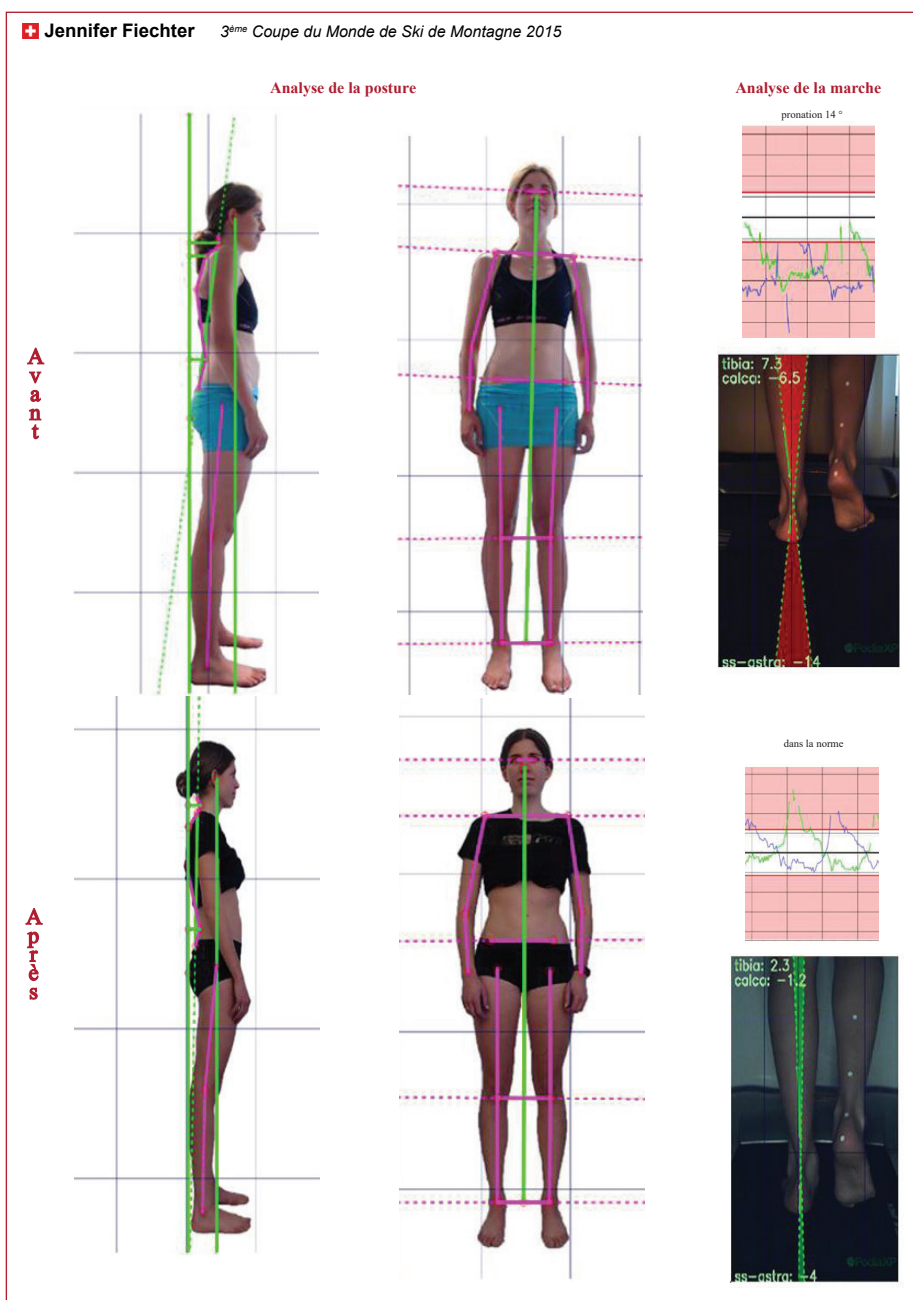 Jennifer Fiechter 3ème Coupe du Monde de Ski de Montagne 2015
Analyse de la posture
Analyse de la marche
pronation 14 °
Avant
tibia: 7.3
calca: -6.5
©PodiaXP
ss-astra: -14
dans la norme
Après
tibia: 2.3
calca: -1.2
©PodiaXP
ss-astra: -4